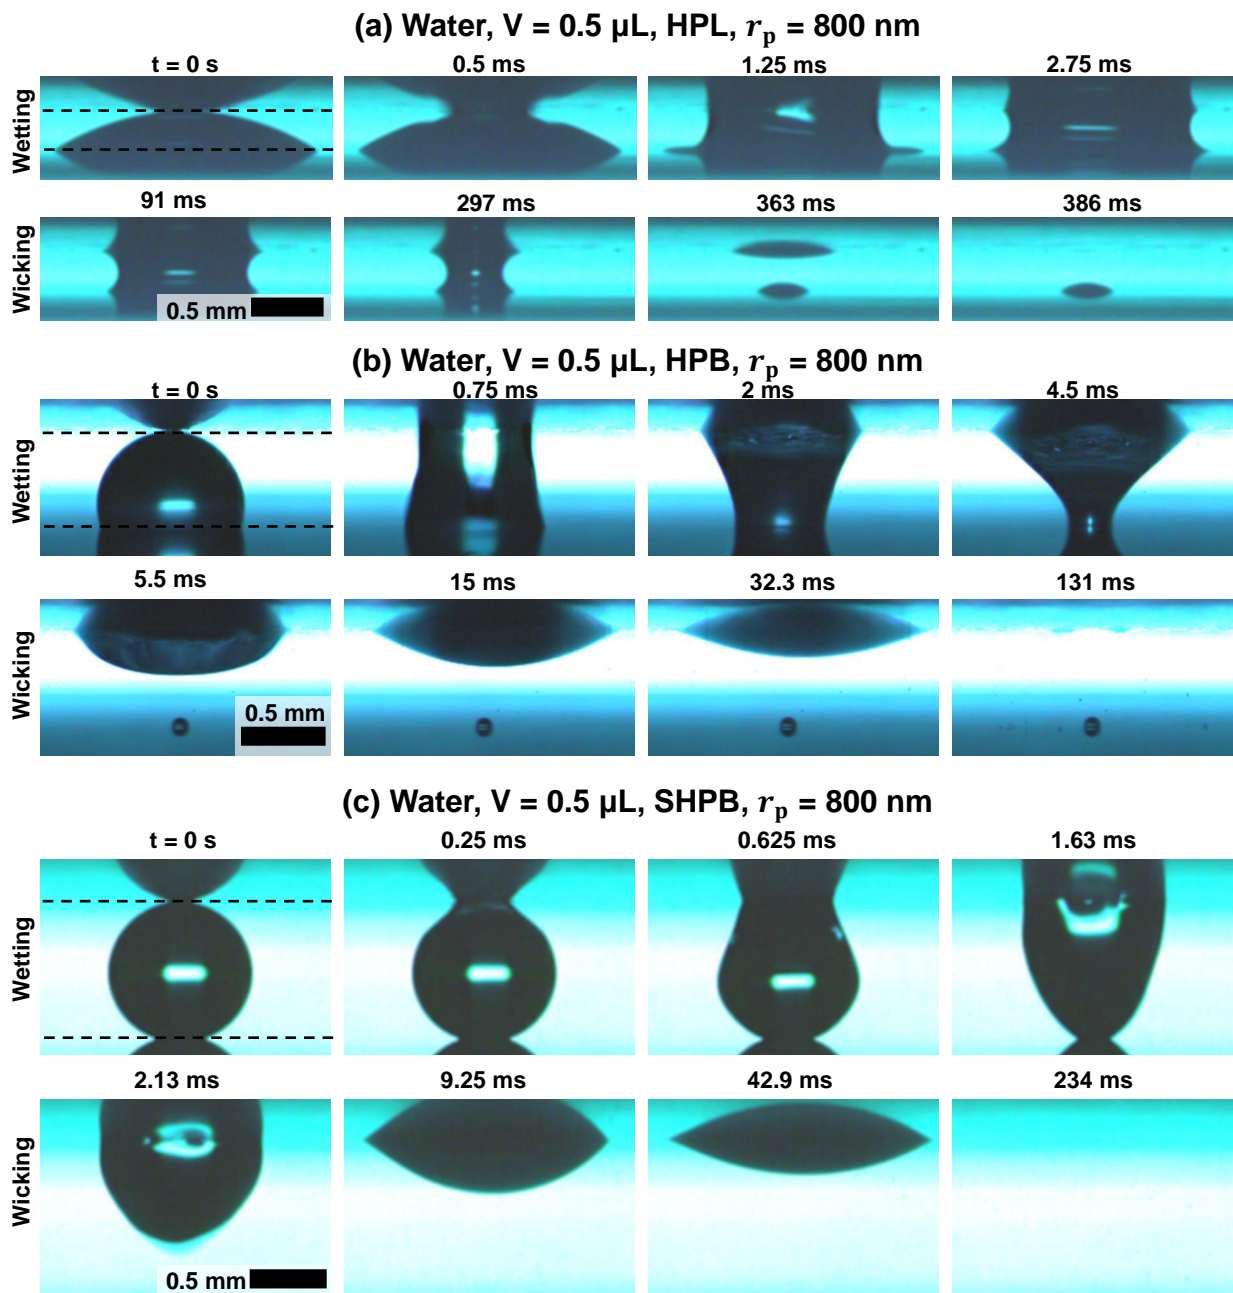 (a) Water, V = 0.5 µL, HPL, rₚ = 800 nm
t = 0 s 0.5 ms 1.25 ms 2.75 ms
Wetting
91 ms 297 ms 363 ms 386 ms
Wicking
0.5 mm
(b) Water, V = 0.5 µL, HPB, rₚ = 800 nm
t = 0 s 0.75 ms 2 ms 4.5 ms
Wetting
5.5 ms 15 ms 32.3 ms 131 ms
Wicking
0.5 mm
(c) Water, V = 0.5 µL, SHPB, rₚ = 800 nm
t = 0 s 0.25 ms 0.625 ms 1.63 ms
Wetting
2.13 ms 9.25 ms 42.9 ms 234 ms
Wicking
0.5 mm